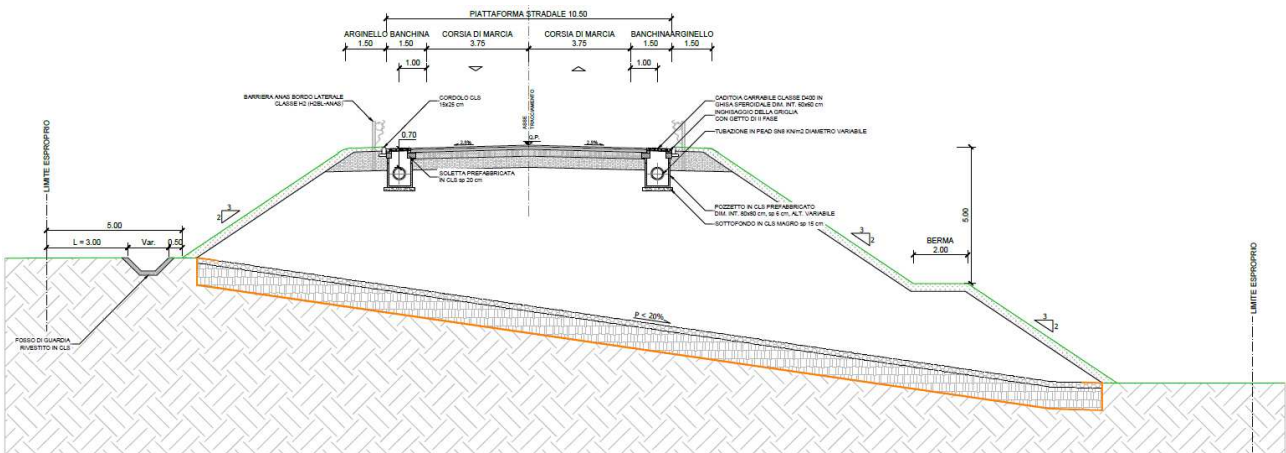 PIATTAFORMA STRADALE 10.50
ARGINELLO BANCHINA CORSIA DI MARCIA CORSIA DI MARCIA BANCHINA ARGINELLO
1.50 1.50 3.75 3.75 1.50 1.50
1.00 1.00
BARRIERA ANAS BORDO LATERALE
CLASSE H2 (H2BL-ANAS)
CORDOLO CLS
15x25 cm
ASSE
TRACCIAMENTO
CADITOIA CARRABILE CLASSE D400 IN
GHISA SFEROIDALE DIM. INT. 60x60 cm
INGHISAGGIO DELLA GRIGLIA
CON GETTO DI II FASE
TUBAZIONE IN PEAD SN8 KN/m2 DIAMETRO VARIABILE
0.70
Q.P.
2.5% 2.5%
SOLETTA PREFABBRICATA
IN CLS sp 20 cm
POZZETTO IN CLS PREFABBRICATO
DIM. INT. 80x80 cm, sp 6 cm, ALT. VARIABILE
SOTTOFONDO IN CLS MAGRO sp 15 cm
LIMITE ESPROPRIO
3
2
5.00
L = 3.00 Var. 0.50
3
2
BERMA
2.00
5.00
LIMITE ESPROPRIO
P < 20%
3
2
FOSSO DI GUARDIA
RIVESTITO IN CLS